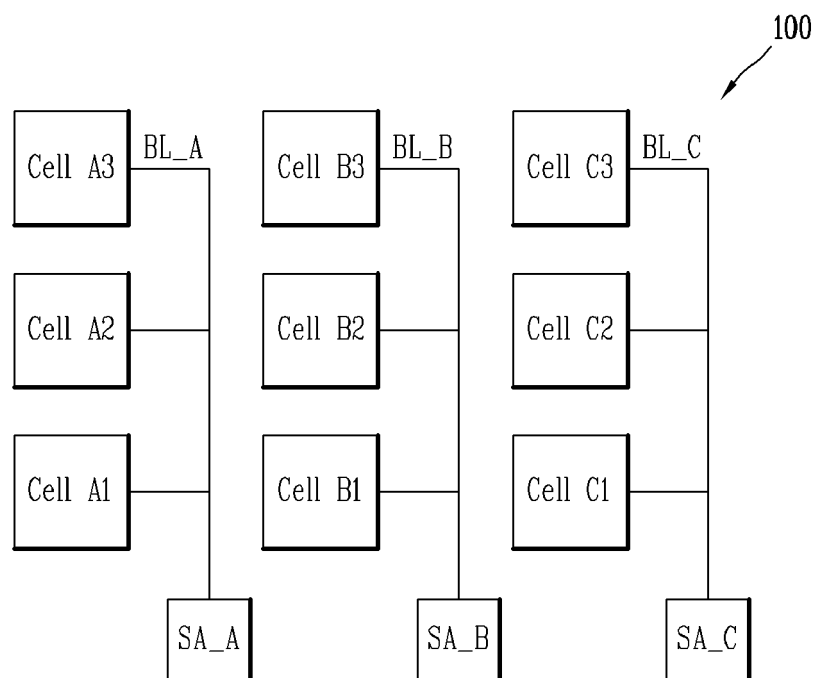 100
BL_A BL_B BL_C
Cell A3 Cell B3 Cell C3
Cell A2 Cell B2 Cell C2
Cell A1 Cell B1 Cell C1
SA_A SA_B SA_C